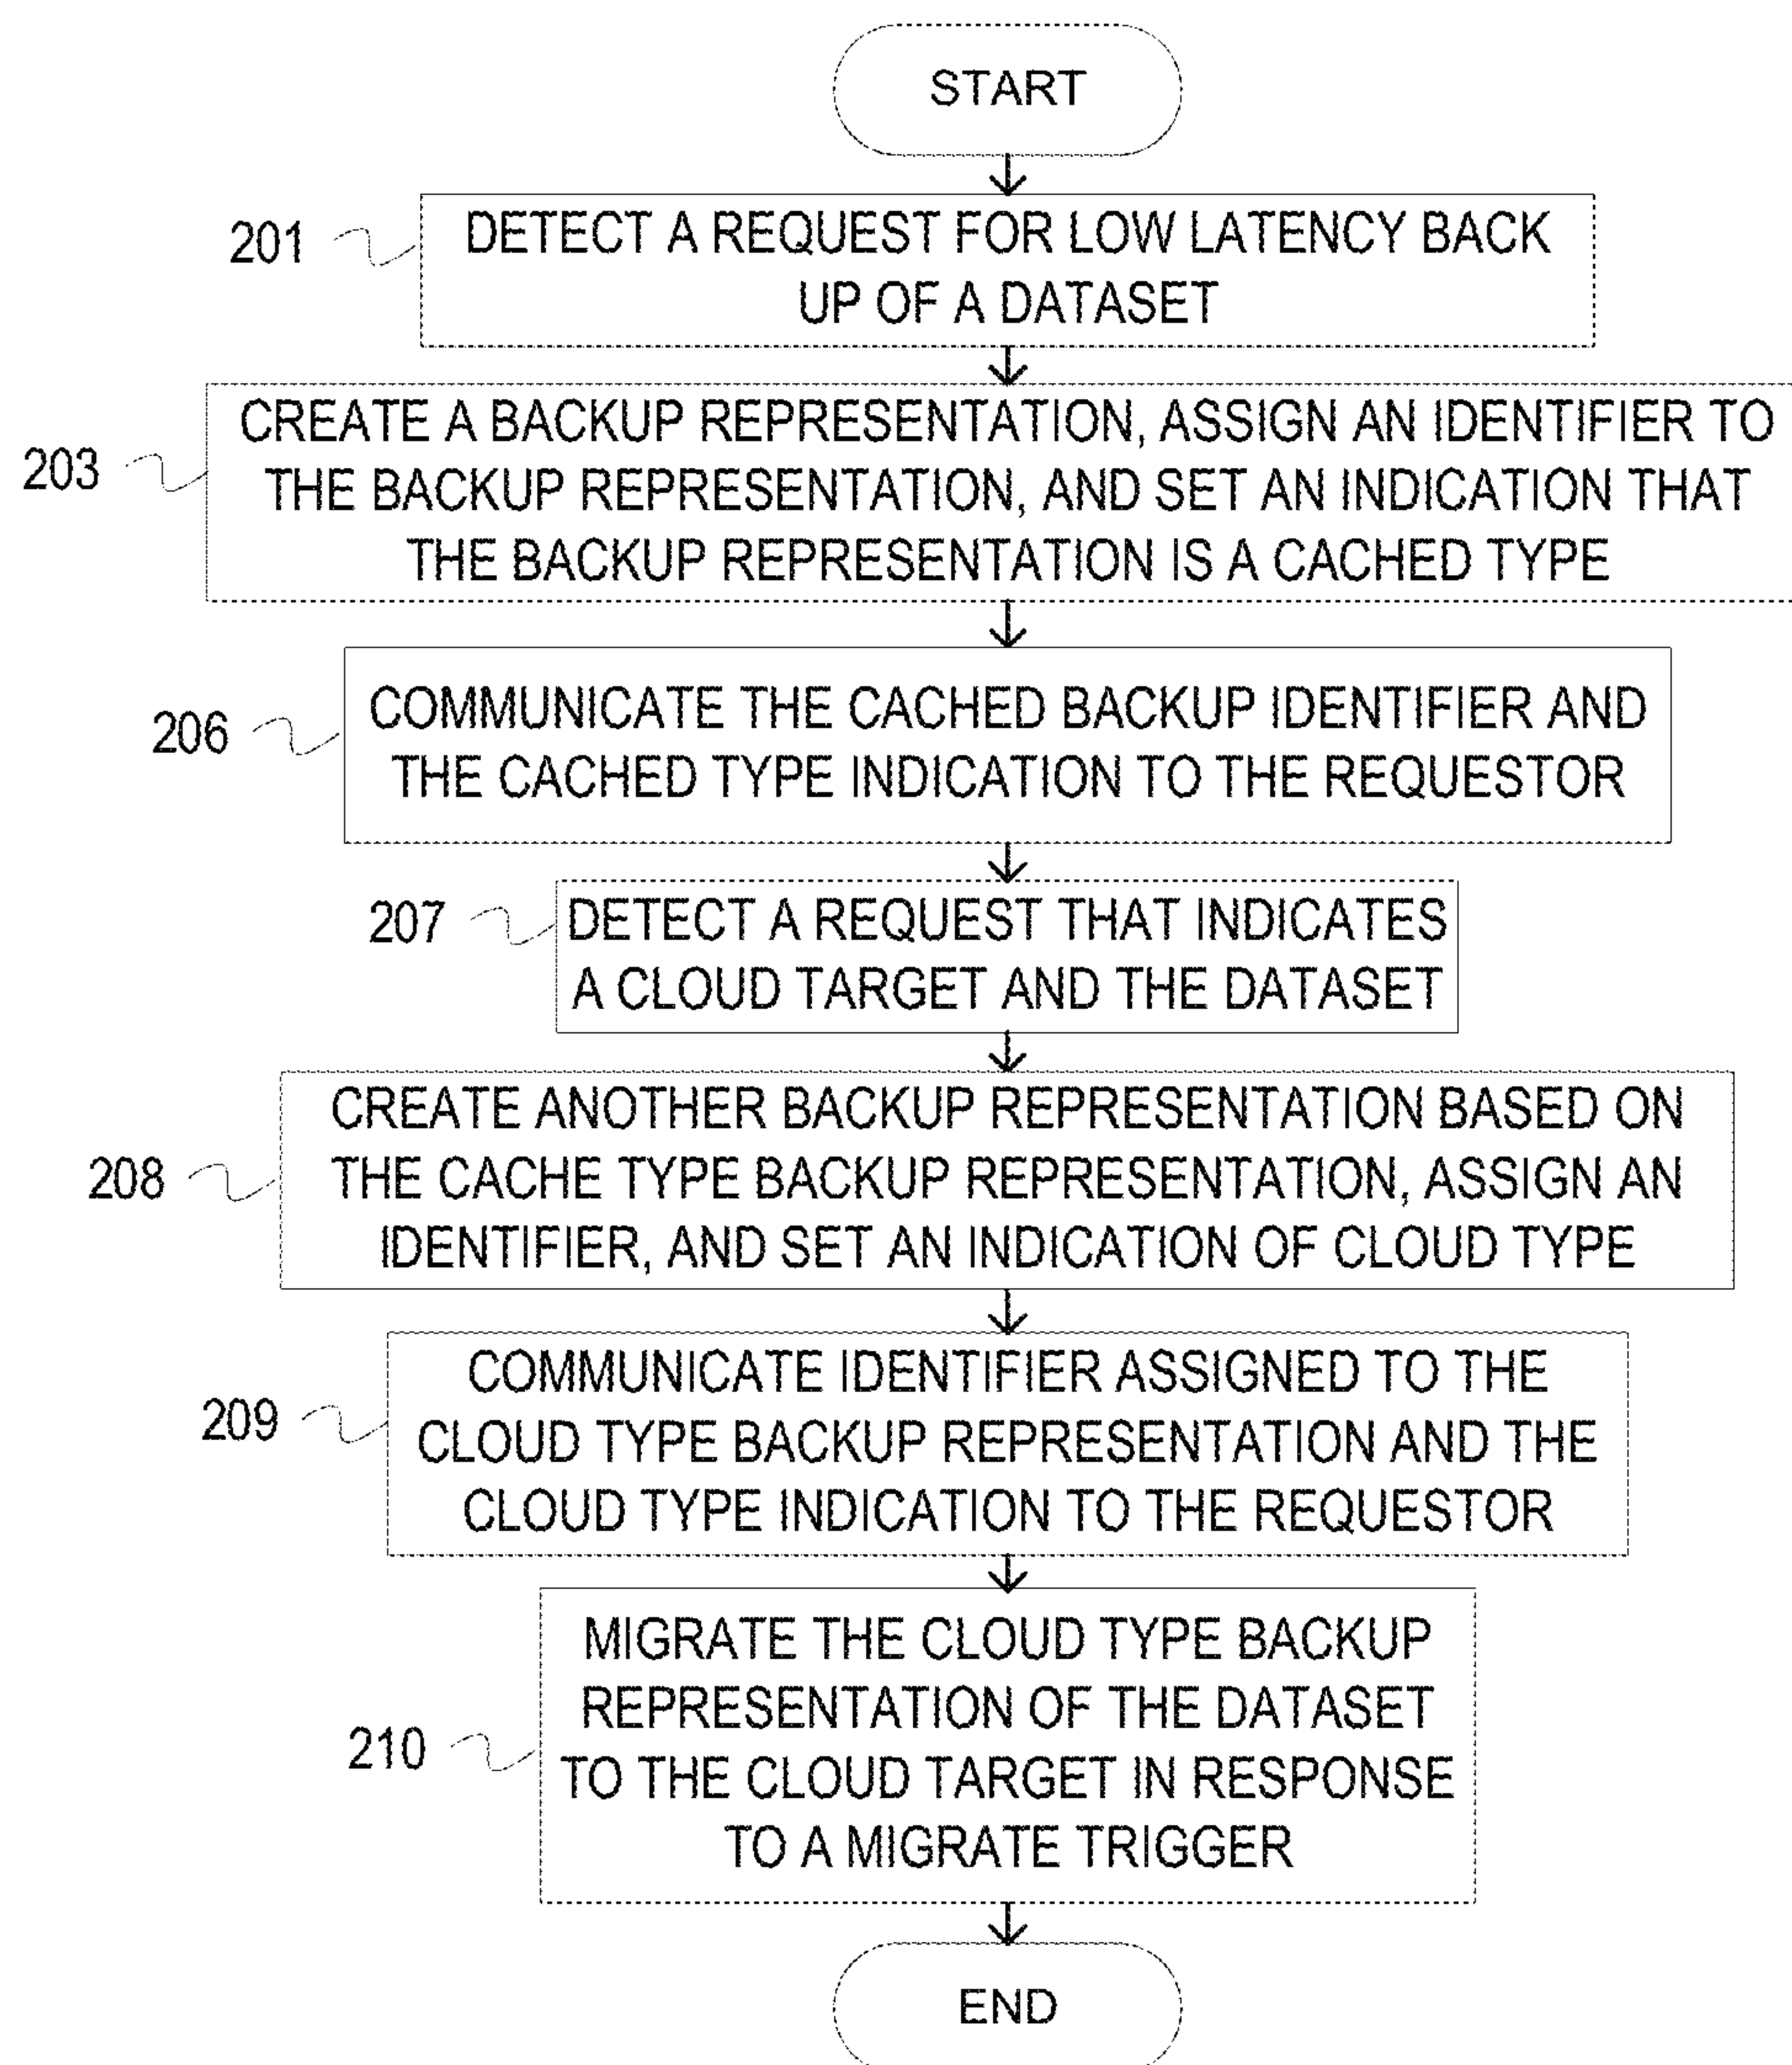 START
201
DETECT A REQUEST FOR LOW LATENCY BACK
UP OF A DATASET
203
CREATE A BACKUP REPRESENTATION, ASSIGN AN IDENTIFIER TO
THE BACKUP REPRESENTATION, AND SET AN INDICATION THAT
THE BACKUP REPRESENTATION IS A CACHED TYPE
206
COMMUNICATE THE CACHED BACKUP IDENTIFIER AND
THE CACHED TYPE INDICATION TO THE REQUESTOR
207
DETECT A REQUEST THAT INDICATES
A CLOUD TARGET AND THE DATASET
208
CREATE ANOTHER BACKUP REPRESENTATION BASED ON
THE CACHE TYPE BACKUP REPRESENTATION, ASSIGN AN
IDENTIFIER, AND SET AN INDICATION OF CLOUD TYPE
209
COMMUNICATE IDENTIFIER ASSIGNED TO THE
CLOUD TYPE BACKUP REPRESENTATION AND THE
CLOUD TYPE INDICATION TO THE REQUESTOR
210
MIGRATE THE CLOUD TYPE BACKUP
REPRESENTATION OF THE DATASET
TO THE CLOUD TARGET IN RESPONSE
TO A MIGRATE TRIGGER
END